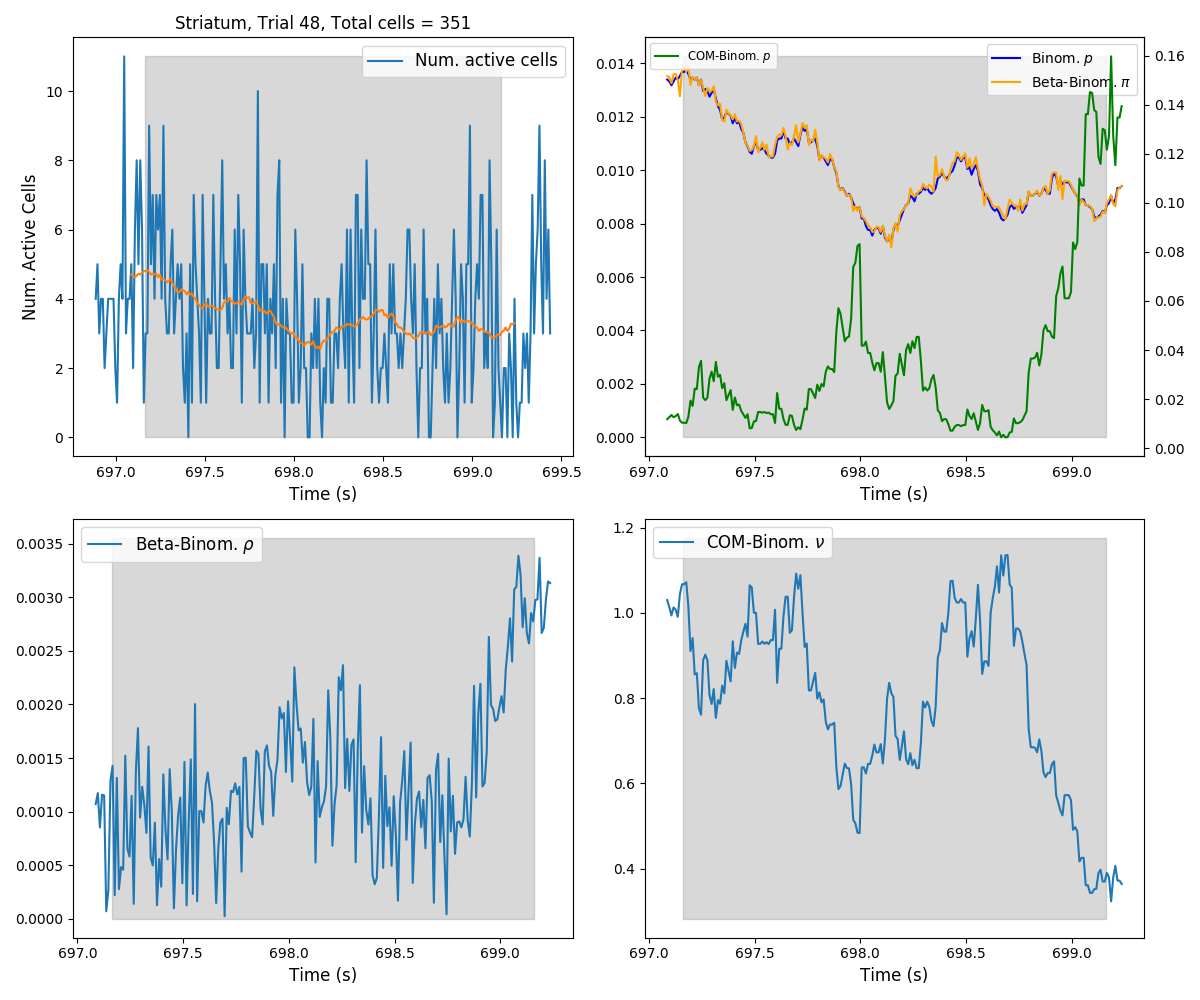 Striatum, Trial 48, Total cells = 351
Num. active cells
Num. Active Cells
10
8
6
4
2
0
697.0 697.5 698.0 698.5 699.0 699.5
Time (s)
COM-Binom. p
Binom. p
Beta-Binom. π
0.014
0.012
0.010
0.008
0.006
0.004
0.002
0.000
0.16
0.14
0.12
0.10
0.08
0.06
0.04
0.02
0.00
697.0 697.5 698.0 698.5 699.0
Time (s)
Beta-Binom. ρ
0.0035
0.0030
0.0025
0.0020
0.0015
0.0010
0.0005
0.0000
697.0 697.5 698.0 698.5 699.0
Time (s)
COM-Binom. ν
1.2
1.0
0.8
0.6
0.4
697.0 697.5 698.0 698.5 699.0
Time (s)